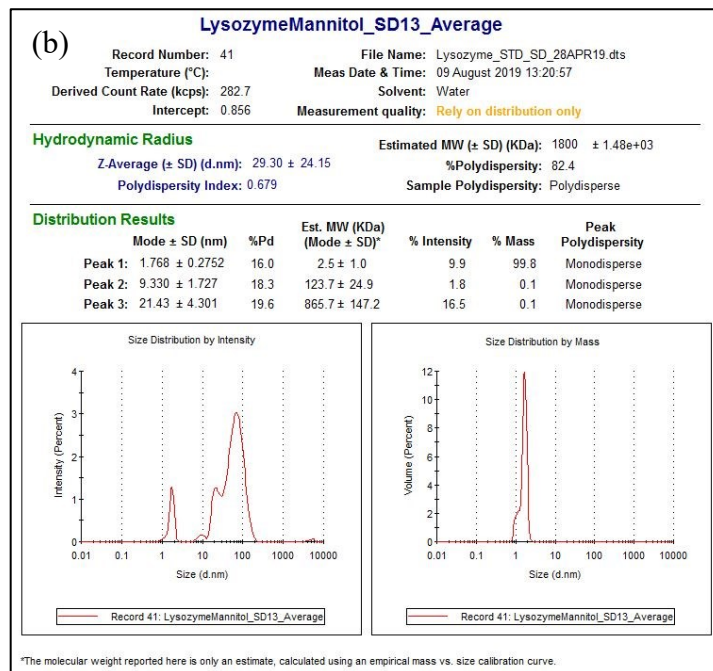 LysozymeMannitol_SD13_Average
(b)
Record Number: 41 File Name: Lysozyme_STD_SD_28APR19.dts
Temperature (°C): Meas Date & Time: 09 August 2019 13:20:57
Derived Count Rate (kcps): 282.7 Solvent: Water
Intercept: 0.856 Measurement quality: Rely on distribution only
Hydrodynamic Radius
Estimated MW (± SD) (KDa): 1800 ± 1.48e+03
Z-Average (± SD) (d.nm): 29.30 ± 24.15 %Polydispersity: 82.4
Polydispersity Index: 0.679 Sample Polydispersity: Polydisperse
Distribution Results
Mode ± SD (nm) %Pd Est. MW (KDa) (Mode ± SD)* % Intensity % Mass Peak Polydispersity
Peak 1: 1.768 ± 0.2752 16.0 2.5 ± 1.0 9.9 99.8 Monodisperse
Peak 2: 9.330 ± 1.727 18.3 123.7 ± 24.9 1.8 0.1 Monodisperse
Peak 3: 21.43 ± 4.301 19.6 865.7 ± 147.2 16.5 0.1 Monodisperse
Size Distribution by Intensity
Intensity (Percent)
4
3
2
1
0
0.01 0.1 1 10 100 1000 10000
Size (d.nm)
Record 41: LysozymeMannitol_SD13_Average
Size Distribution by Mass
Volume (Percent)
12
10
8
6
4
2
0
0.01 0.1 1 10 100 1000 10000
Size (d.nm)
Record 41: LysozymeMannitol_SD13_Average
*The molecular weight reported here is only an estimate, calculated using an empirical mass vs. size calibration curve.